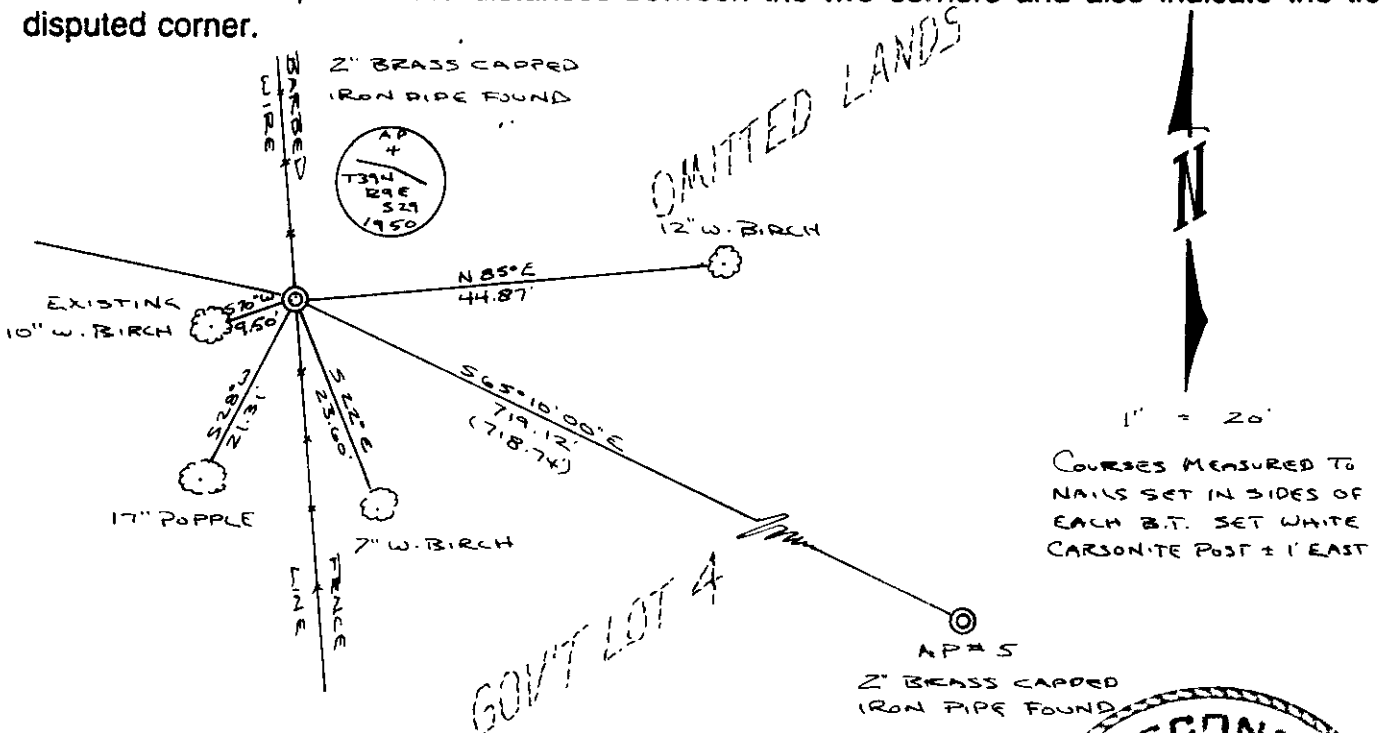 disputed corner.
2" BRASS CAPPED
IRON PIPE FOUND
BARBED
WIRE
AP
+
T39N
R9E
S29
1950
OMITTED LANDS
12" W. BIRCH
N 85° E
44.87'
N
EXISTING
10" W. BIRCH
S70°W
9.50'
S28°W
21.31'
S22°E
23.60'
S65°10'00"E
719.12'
(718.74')
1" = 20'
COURSES MEASURED TO
NAILS SET IN SIDES OF
EACH B.T. SET WHITE
CARSONITE POST ± 1' EAST
17" POPPLE
7" W. BIRCH
FENCE
LINE
GOV'T LOT 4
AP# 5
2" BRASS CAPPED
IRON PIPE FOUND